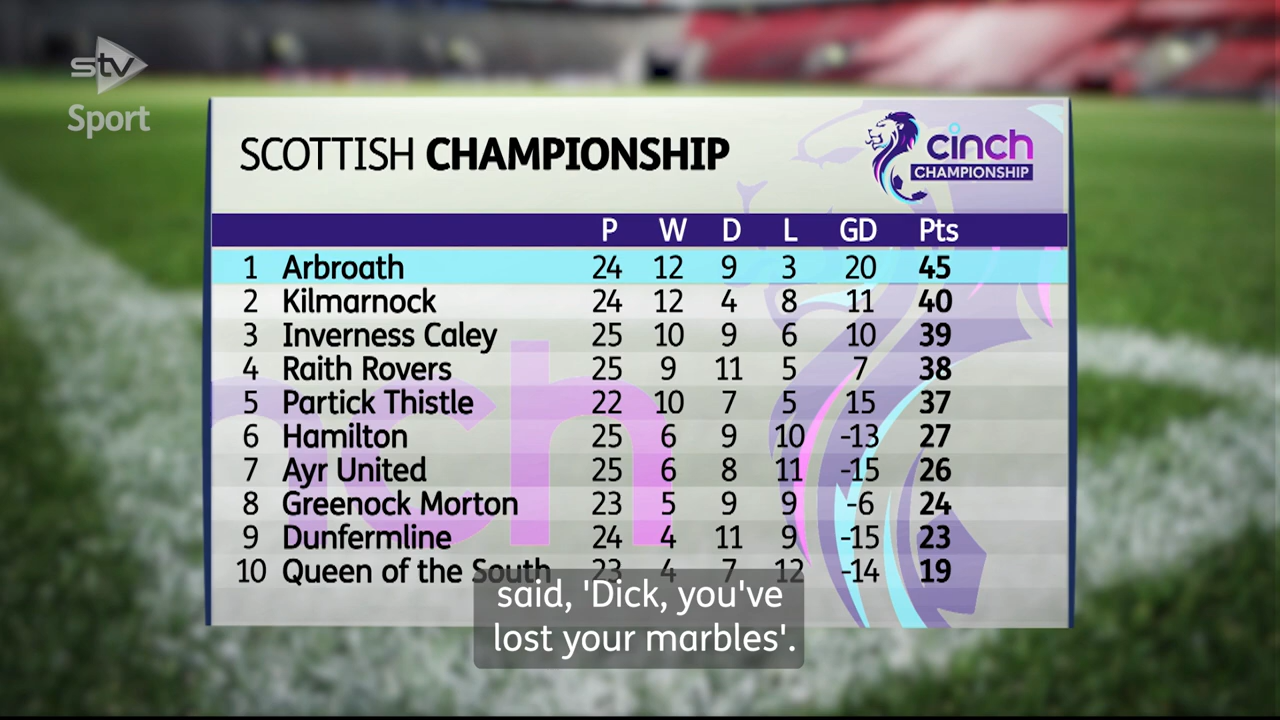 stv
Sport
SCOTTISH CHAMPIONSHIP
cinch
CHAMPIONSHIP
P W D L GD Pts
1 Arbroath 24 12 9 3 20 45
2 Kilmarnock 24 12 4 8 11 40
3 Inverness Caley 25 10 9 6 10 39
4 Raith Rovers 25 9 11 5 7 38
5 Partick Thistle 22 10 7 5 15 37
6 Hamilton 25 6 9 10 -13 27
7 Ayr United 25 6 8 11 -15 26
8 Greenock Morton 23 5 9 9 -6 24
9 Dunfermline 24 4 11 9 -15 23
10 Queen of the South 23 4 7 12 -14 19
said, 'Dick, you've
lost your marbles'.